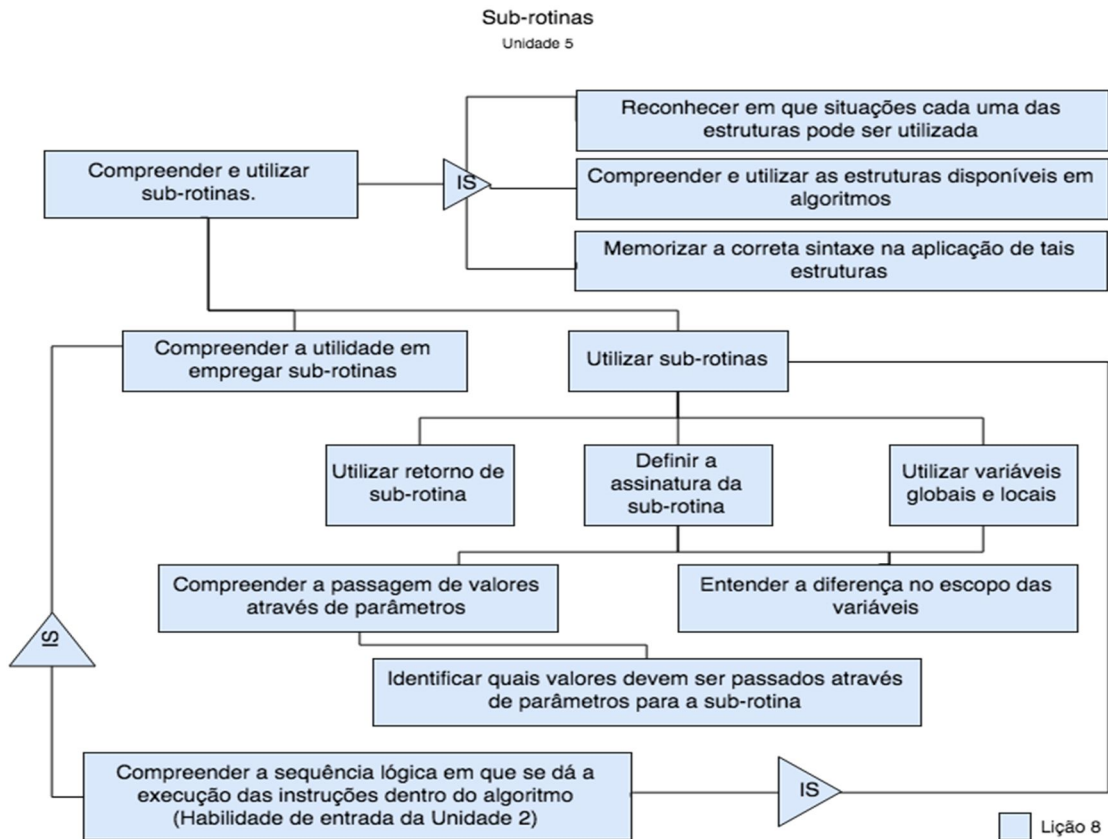 Sub-rotinas
Unidade 5
Reconhecer em que situações cada uma das
estruturas pode ser utilizada
Compreender e utilizar
sub-rotinas.
IS
Compreender e utilizar as estruturas disponíveis em
algoritmos
Memorizar a correta sintaxe na aplicação de tais
estruturas
Compreender a utilidade em
empregar sub-rotinas
Utilizar sub-rotinas
Utilizar retorno de
sub-rotina
Definir a
assinatura da
sub-rotina
Utilizar variáveis
globais e locais
Compreender a passagem de valores
através de parâmetros
Entender a diferença no escopo das
variáveis
IS
Identificar quais valores devem ser passados através
de parâmetros para a sub-rotina
Compreender a sequência lógica em que se dá a
execução das instruções dentro do algoritmo
(Habilidade de entrada da Unidade 2)
IS
Lição 8